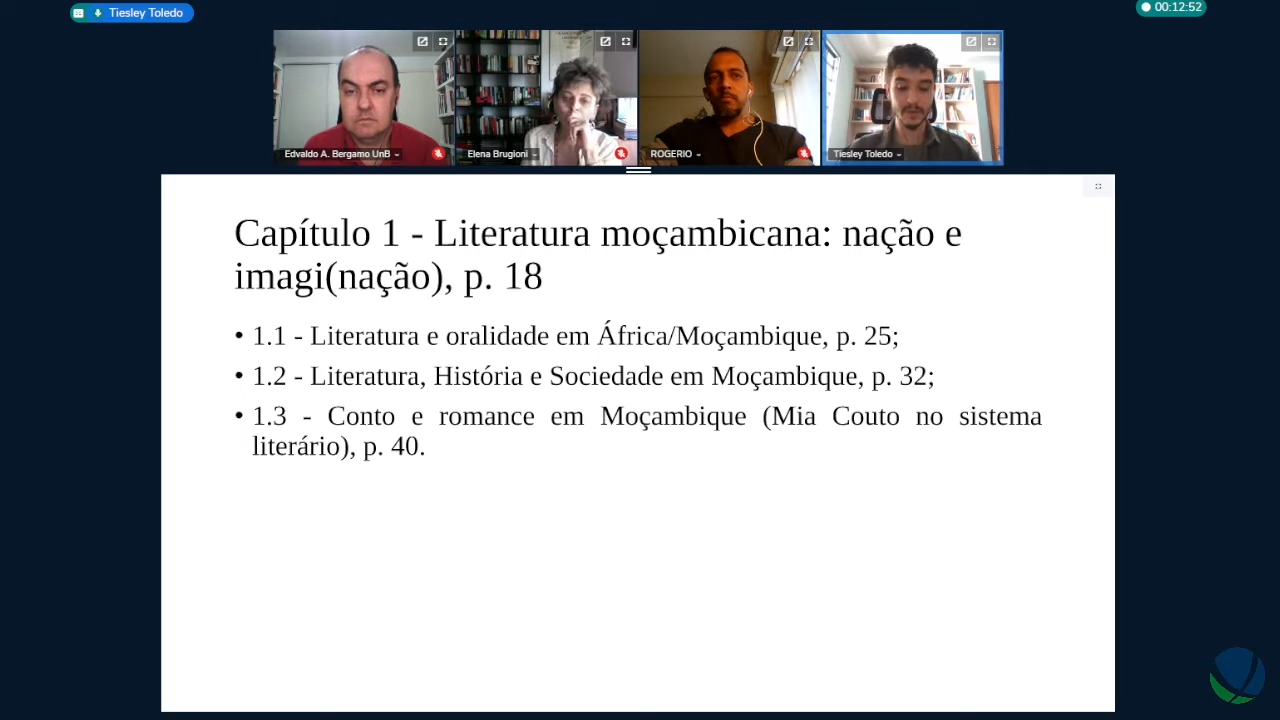 Tiesley Toledo
00:12:52
Edvaldo A. Bergamo UnB
Elena Brugioni
ROGERIO
Tiesley Toledo
Capítulo 1 - Literatura moçambicana: nação e
imagi(nação), p. 18
• 1.1 - Literatura e oralidade em África/Moçambique, p. 25;
• 1.2 - Literatura, História e Sociedade em Moçambique, p. 32;
• 1.3 - Conto e romance em Moçambique (Mia Couto no sistema
literário), p. 40.